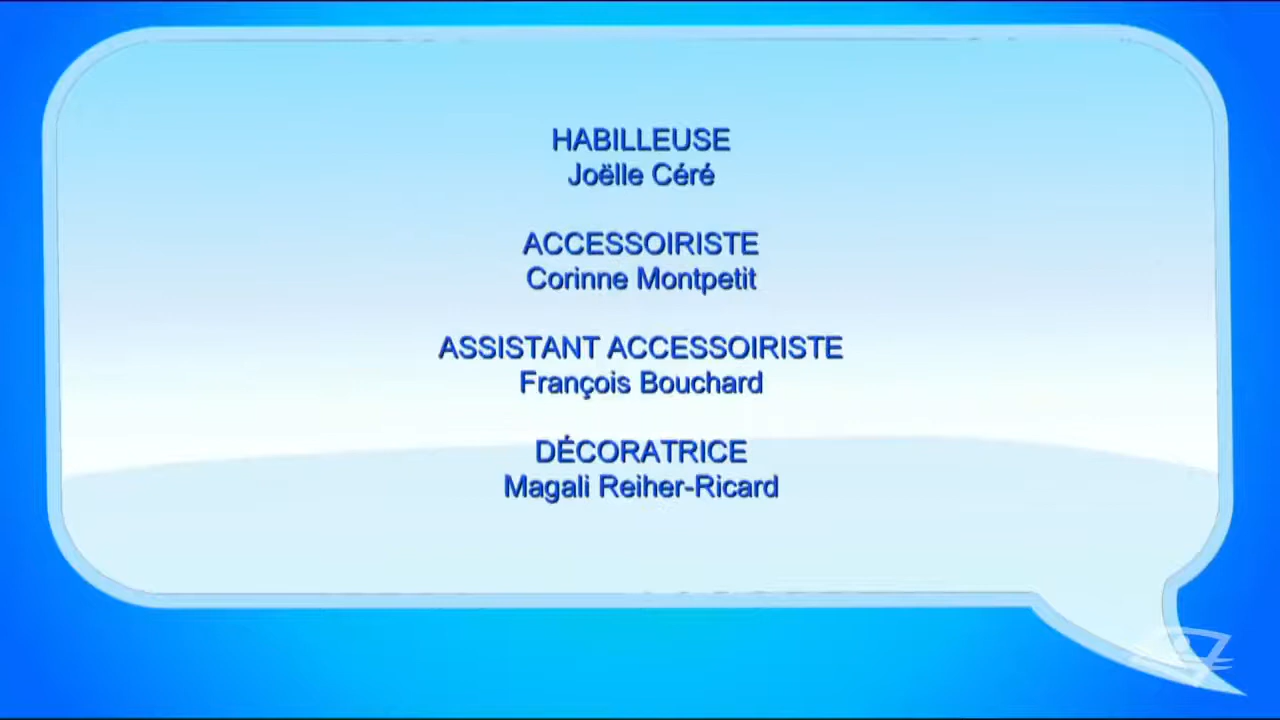 HABILLEUSE
Joëlle Céré
ACCESSOIRISTE
Corinne Montpetit
ASSISTANT ACCESSOIRISTE
François Bouchard
DÉCORATRICE
Magali Reiher-Ricard